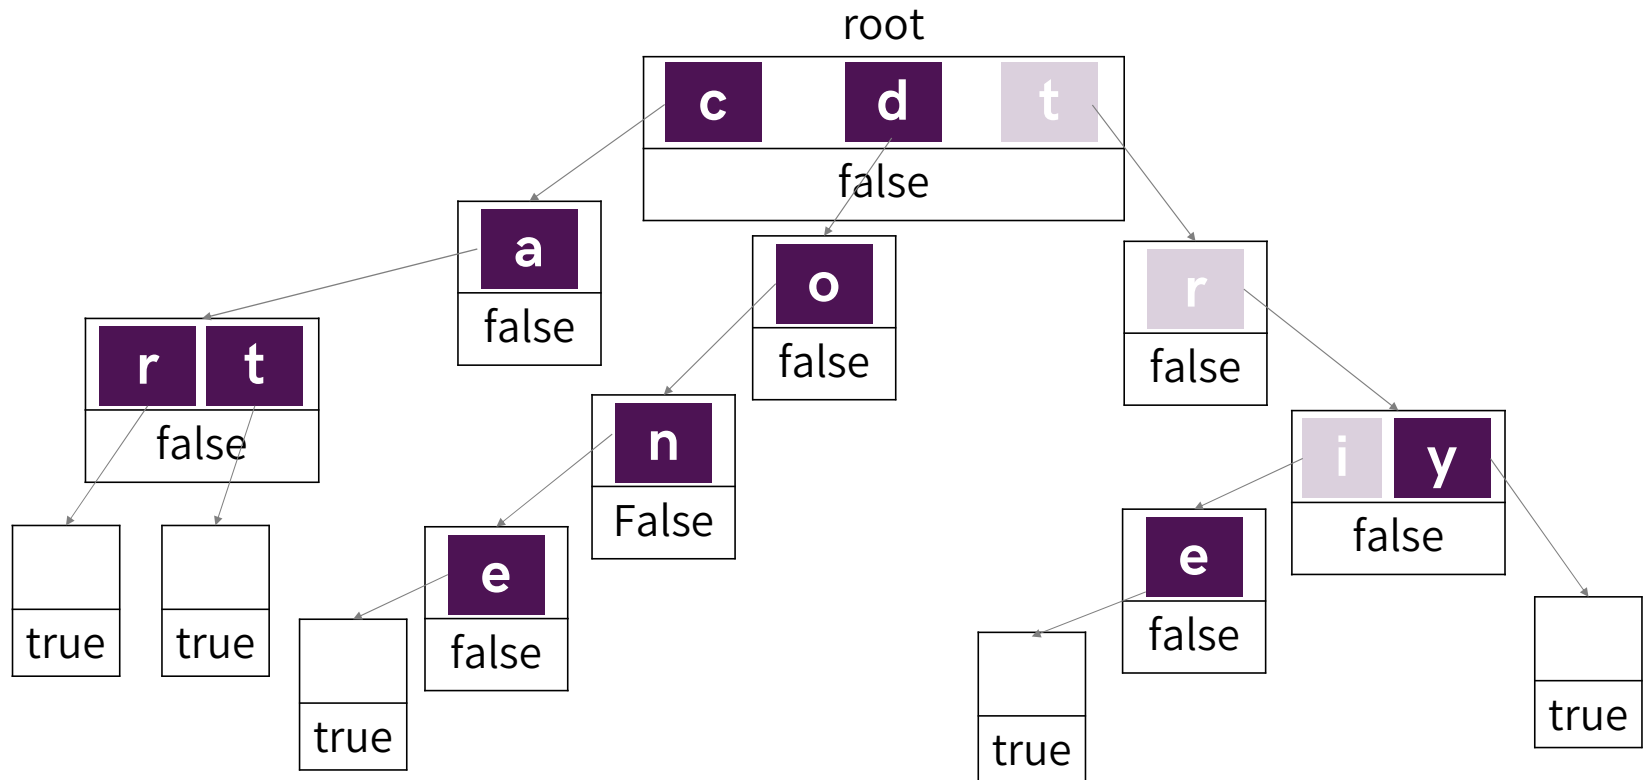 root
c d t
false
a
false
o
false
r
false
r t
false
n
False
i y
false
e
false
e
false
true
true
true
true
true